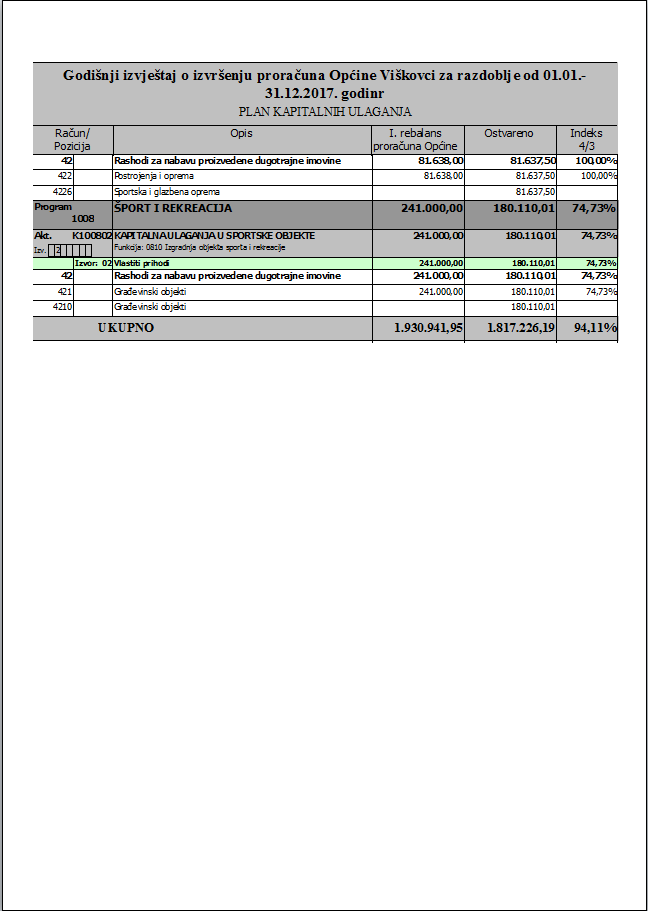 Godišnji izvještaj o izvršenju proračuna Općine Viškovci za razdoblje od 01.01.-
31.12.2017. godinr
PLAN KAPITALNIH ULAGANJA
Račun/ Pozicija Opis I. rebalans proračuna Općine Ostvareno Indeks 4/3
42 Rashodi za nabavu proizvedene dugotrajne imovine 81.638,00 81.637,50 100,00%
422 Postrojenja i oprema 81.638,00 81.637,50 100,00%
4226 Sportska i glazbena oprema 81.637,50
Program 1008 ŠPORT I REKREACIJA 241.000,00 180.110,01 74,73%
Akt. K100802 KAPITALNA ULAGANJA U SPORTSKE OBJEKTE 241.000,00 180.110,01 74,73%
Izv. 2 Funkcija: 0810 Izgradnja objekta sporta i rekreacije
Izvor: 02 Vlastiti prihodi 241.000,00 180.110,01 74,73%
42 Rashodi za nabavu proizvedene dugotrajne imovine 241.000,00 180.110,01 74,73%
421 Građevinski objekti 241.000,00 180.110,01 74,73%
4210 Građevinski objekti 180.110,01
UKUPNO 1.930.941,95 1.817.226,19 94,11%